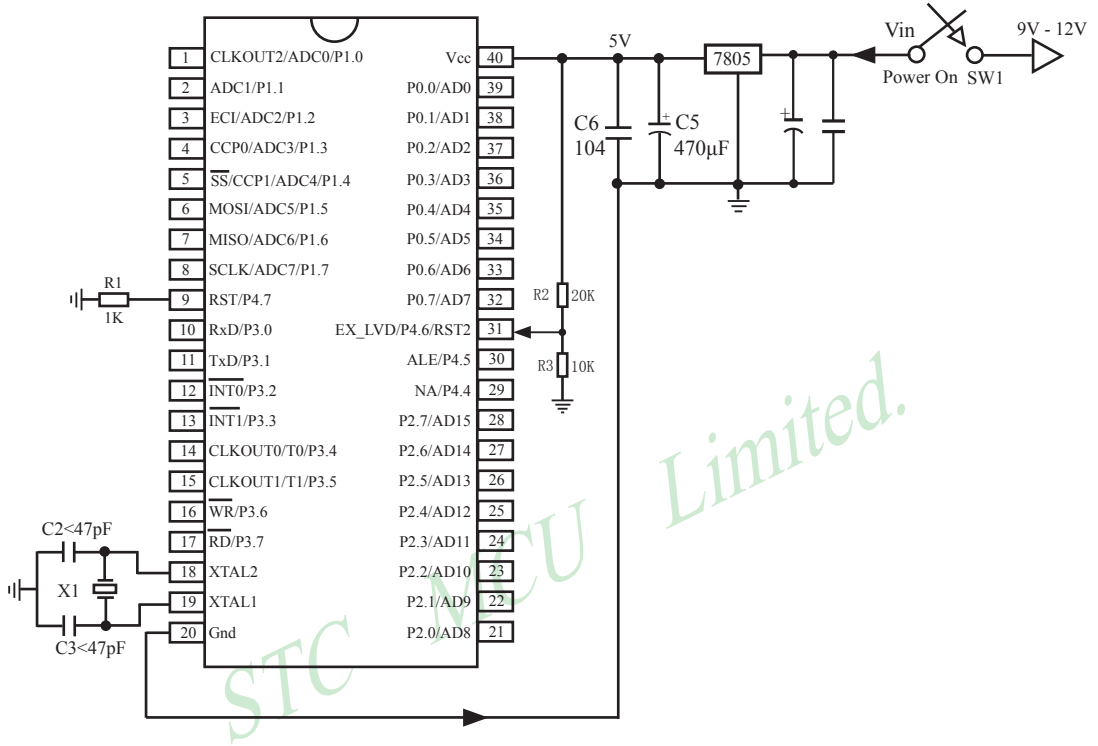 1 CLKOUT2/ADC0/P1.0
2 ADC1/P1.1
3 ECI/ADC2/P1.2
4 CCP0/ADC3/P1.3
5 SS/CCP1/ADC4/P1.4
6 MOSI/ADC5/P1.5
7 MISO/ADC6/P1.6
8 SCLK/ADC7/P1.7
9 RST/P4.7
10 RxD/P3.0
11 TxD/P3.1
12 INT0/P3.2
13 INT1/P3.3
14 CLKOUT0/T0/P3.4
15 CLKOUT1/T1/P3.5
16 WR/P3.6
17 RD/P3.7
18 XTAL2
19 XTAL1
20 Gnd
Vcc 40
P0.0/AD0 39
P0.1/AD1 38
P0.2/AD2 37
P0.3/AD3 36
P0.4/AD4 35
P0.5/AD5 34
P0.6/AD6 33
P0.7/AD7 32
EX_LVD/P4.6/RST2 31
ALE/P4.5 30
NA/P4.4 29
P2.7/AD15 28
P2.6/AD14 27
P2.5/AD13 26
P2.4/AD12 25
P2.3/AD11 24
P2.2/AD10 23
P2.1/AD9 22
P2.0/AD8 21
R1
1K
C2<47pF
X1
C3<47pF
5V
7805
Vin
9V - 12V
Power On SW1
C6
104
+ C5
470μF
+
R2 20K
R3 10K
STC MCU Limited.